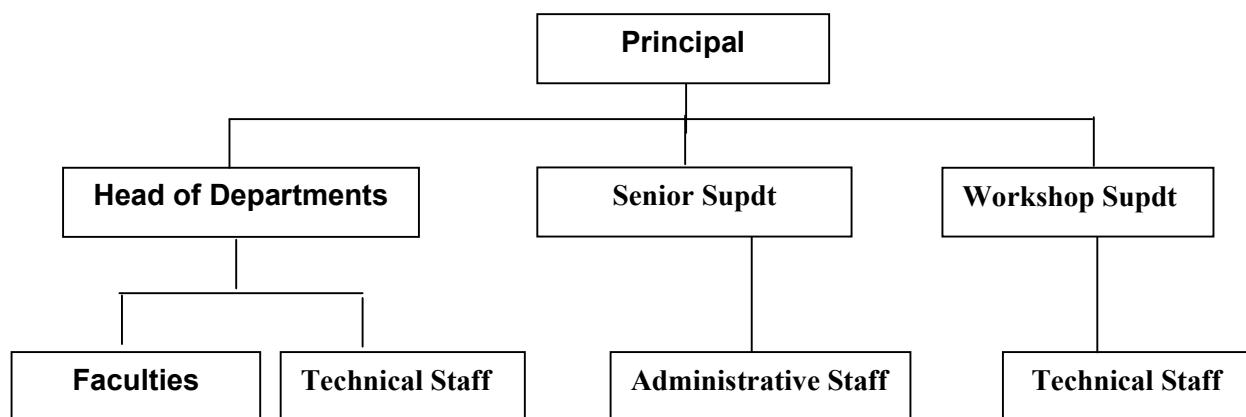 Principal
Head of Departments
Senior Supdt
Workshop Supdt
Faculties
Technical Staff
Administrative Staff
Technical Staff